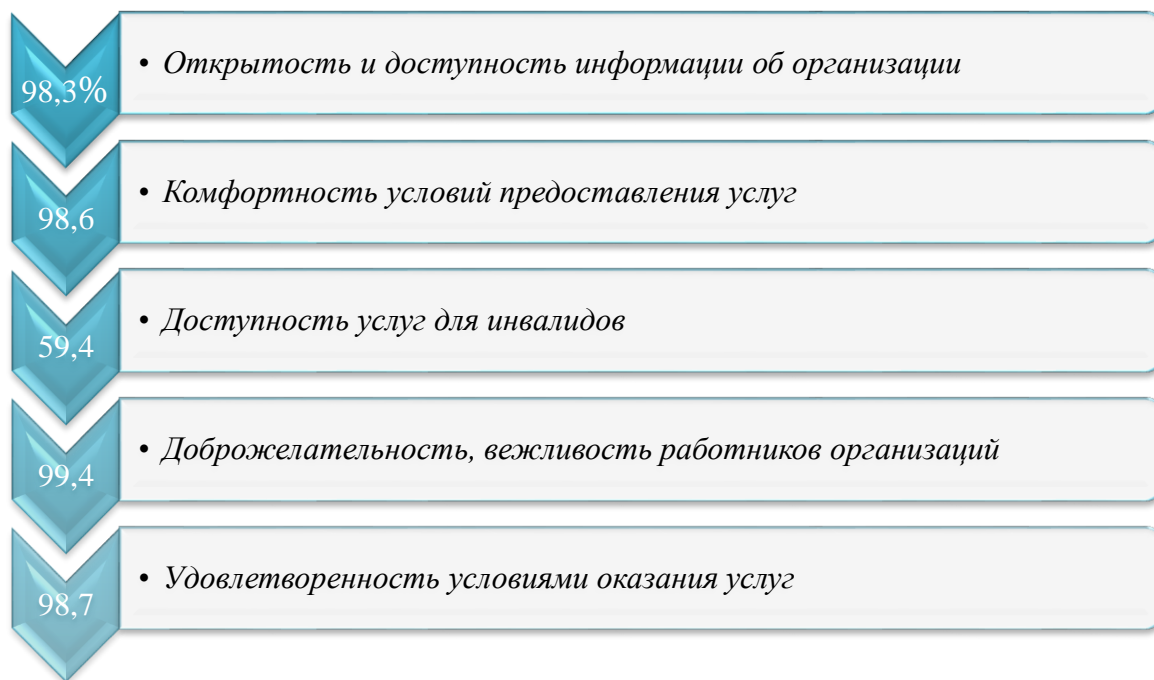 98,3%
• Открытость и доступность информации об организации
98,6
• Комфортность условий предоставления услуг
59,4
• Доступность услуг для инвалидов
99,4
• Доброжелательность, вежливость работников организаций
98,7
• Удовлетворенность условиями оказания услуг